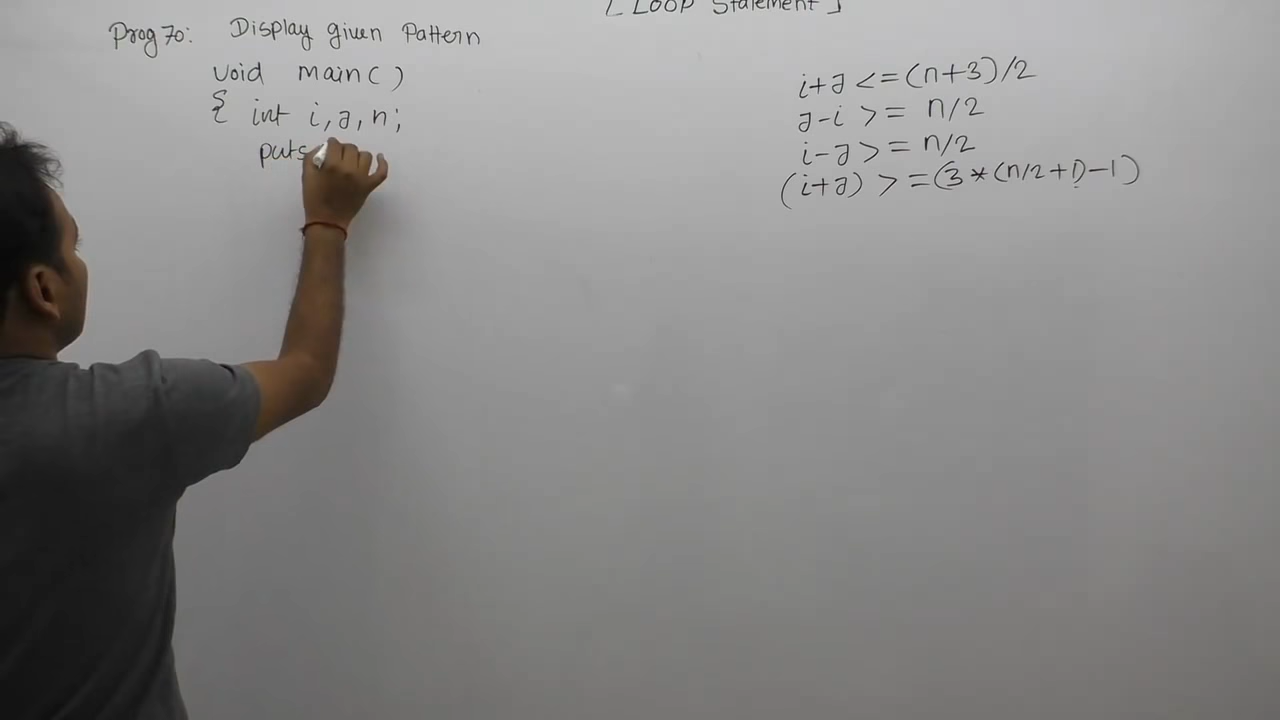 [Loop Statement]
Prog 70: Display given Pattern
void main()
{ int i, j, n;
puts
i+j <= (n+3)/2
j-i >= n/2
i-j >= n/2
(i+j) >= (3*(n/2+1)-1)